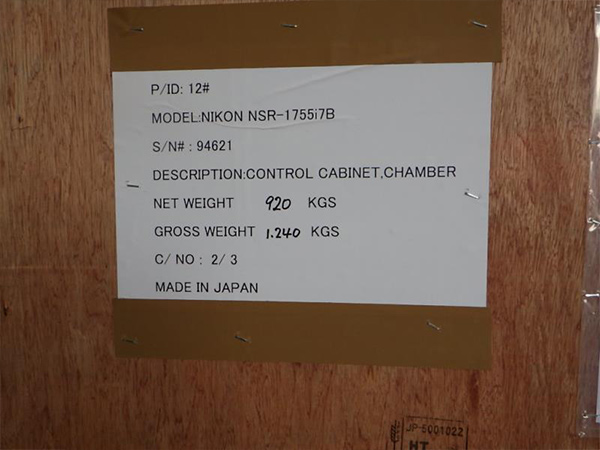 P/ID: 12#
MODEL:NIKON NSR-1755i7B
S/N# : 94621
DESCRIPTION:CONTROL CABINET,CHAMBER
NET WEIGHT 920 KGS
GROSS WEIGHT 1.240 KGS
C/ NO : 2/ 3
MADE IN JAPAN
JP-5001022
HT